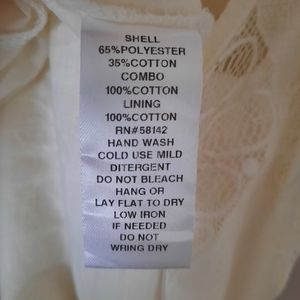 SHELL
65%POLYESTER
35%COTTON
COMBO
100%COTTON
LINING
100%COTTON
RN#58142
HAND WASH
COLD USE MILD
DITERGENT
DO NOT BLEACH
HANG OR
LAY FLAT TO DRY
LOW IRON
IF NEEDED
DO NOT
WRING DRY